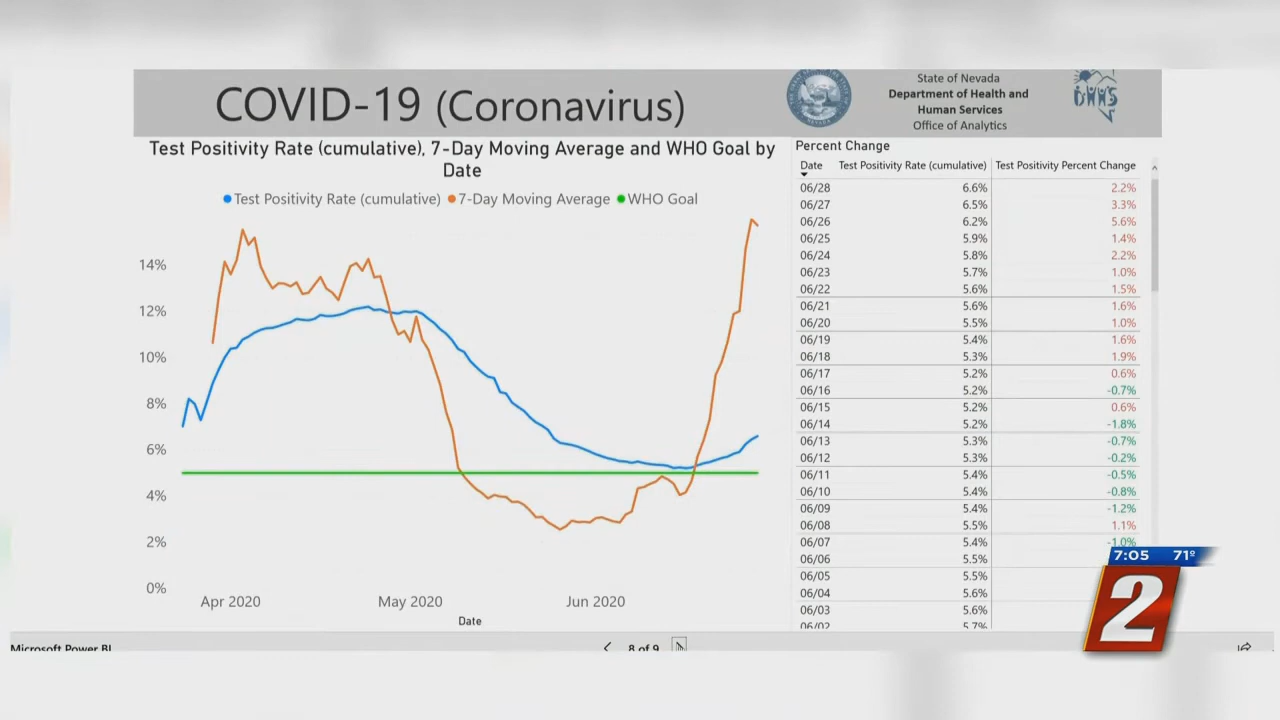 COVID-19 (Coronavirus)
State of Nevada
Department of Health and
Human Services
Office of Analytics
DHHS
Test Positivity Rate (cumulative), 7-Day Moving Average and WHO Goal by
Date
Test Positivity Rate (cumulative) 7-Day Moving Average WHO Goal
14%
12%
10%
8%
6%
4%
2%
0%
Apr 2020 May 2020 Jun 2020
Date
Percent Change
Date Test Positivity Rate (cumulative) Test Positivity Percent Change
06/28 6.6% 2.2%
06/27 6.5% 3.3%
06/26 6.2% 5.6%
06/25 5.9% 1.4%
06/24 5.8% 2.2%
06/23 5.7% 1.0%
06/22 5.6% 1.5%
06/21 5.6% 1.6%
06/20 5.5% 1.0%
06/19 5.4% 1.6%
06/18 5.3% 1.9%
06/17 5.2% 0.6%
06/16 5.2% -0.7%
06/15 5.2% 0.6%
06/14 5.2% -1.8%
06/13 5.3% -0.7%
06/12 5.3% -0.2%
06/11 5.4% -0.5%
06/10 5.4% -0.8%
06/09 5.4% -1.2%
06/08 5.5% 1.1%
06/07 5.4% -1.0%
06/06 5.5%
06/05 5.5%
06/04 5.6%
06/03 5.6%
06/02 5.7%
7:05 71º
2
Microsoft Power BI
8 of 9